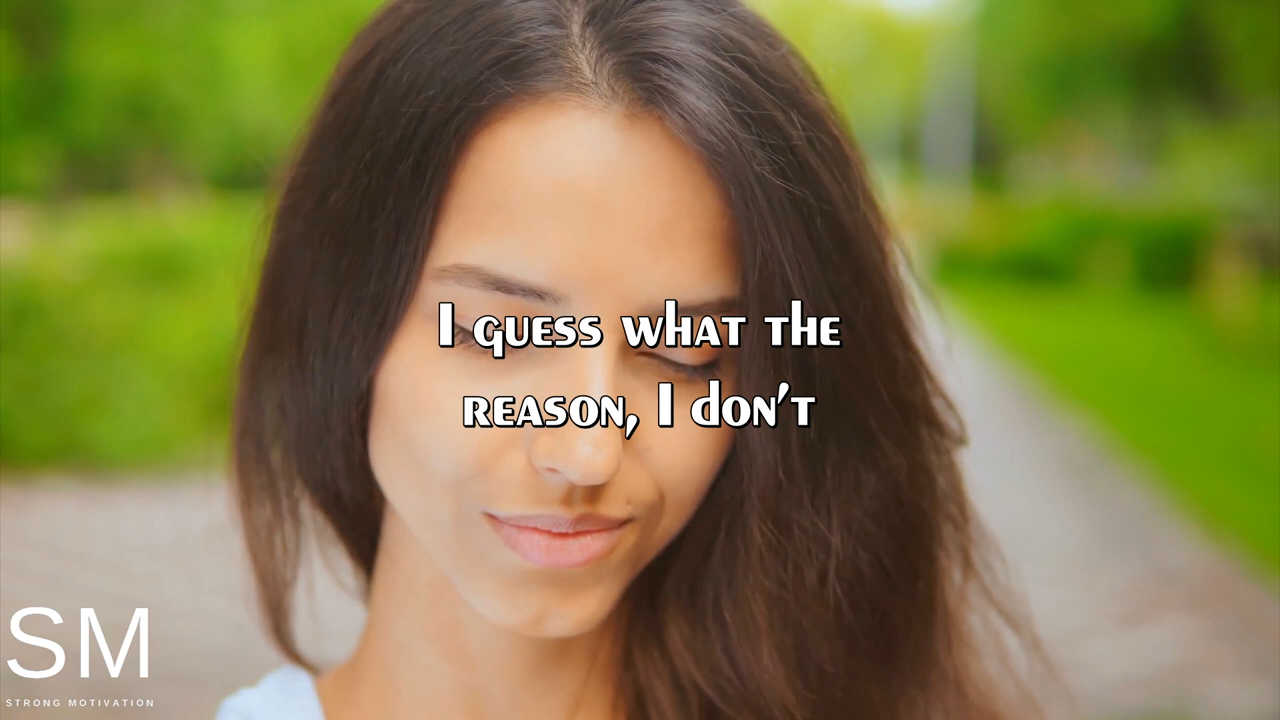 I guess what the
reason, I don't
SM
STRONG MOTIVATION